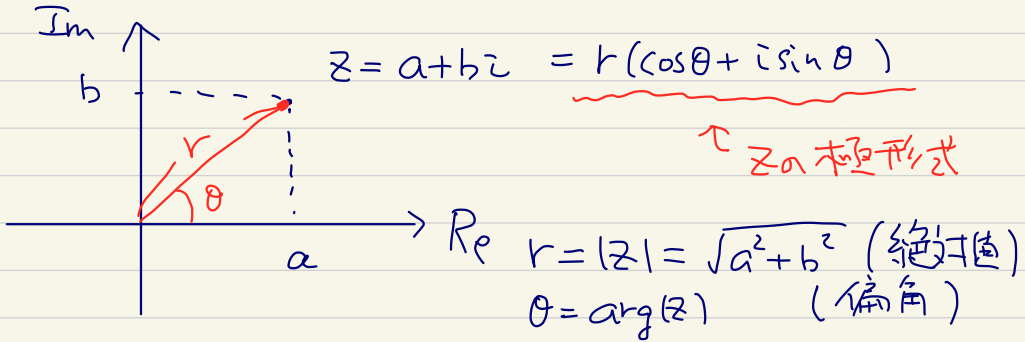 Im
b
r
θ
a
Re
z = a+bi = r(cosθ + i sinθ)
↑ zの極形式
r = |z| = √(a²+b²) (絶対値)
θ = arg(z) (偏角)